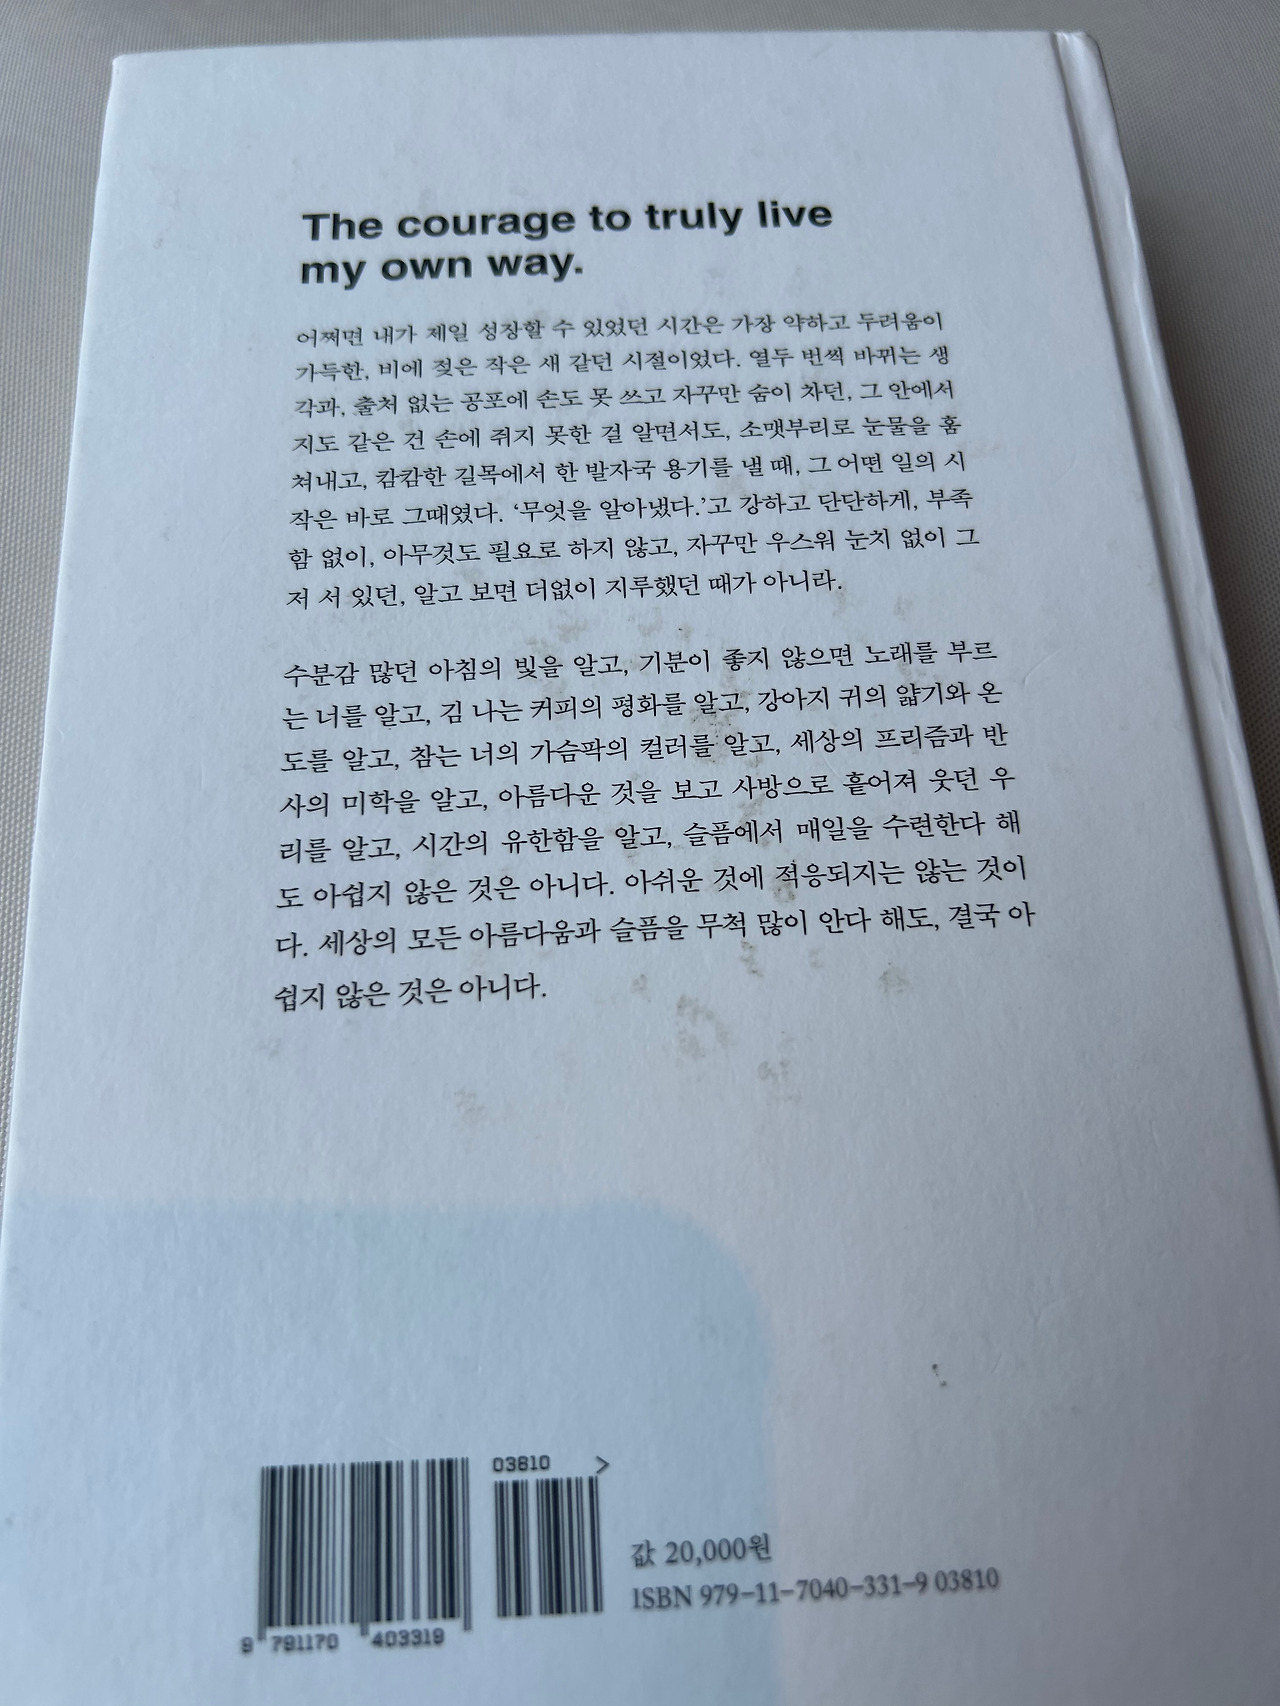 The courage to truly live
my own way.
어쩌면 내가 제일 성장할 수 있었던 시간은 가장 약하고 두려움이
가득한, 비에 젖은 작은 새 같던 시절이었다. 열두 번씩 바뀌는 생
각과, 출처 없는 공포에 손도 못 쓰고 자꾸만 숨이 차던, 그 안에서
지도 같은 건 손에 쥐지 못한 걸 알면서도, 소맷부리로 눈물을 훔
쳐내고, 캄캄한 길목에서 한 발자국 용기를 낼 때, 그 어떤 일의 시
작은 바로 그때였다. ‘무엇을 알아냈다.’고 강하고 단단하게, 부족
함 없이, 아무것도 필요로 하지 않고, 자꾸만 우스워 눈치 없이 그
저 서 있던, 알고 보면 더없이 지루했던 때가 아니라.
수분감 많던 아침의 빛을 알고, 기분이 좋지 않으면 노래를 부르
는 너를 알고, 김 나는 커피의 평화를 알고, 강아지 귀의 얇기와 온
도를 알고, 참는 너의 가슴팍의 컬러를 알고, 세상의 프리즘과 반
사의 미학을 알고, 아름다운 것을 보고 사방으로 흩어져 웃던 우
리를 알고, 시간의 유한함을 알고, 슬픔에서 매일을 수련한다 해
도 아쉽지 않은 것은 아니다. 아쉬운 것에 적응되지는 않는 것이
다. 세상의 모든 아름다움과 슬픔을 무척 많이 안다 해도, 결국 아
쉽지 않은 것은 아니다.
03810 >
값 20,000원
ISBN 979-11-7040-331-9 03810
9 791170 403319